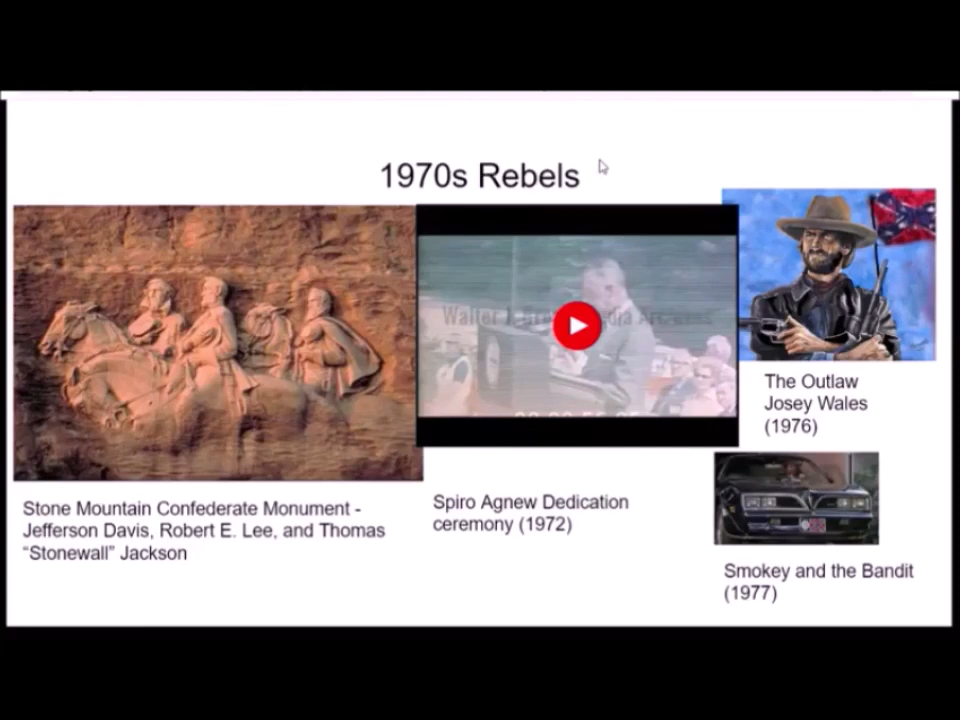 1970s Rebels
Stone Mountain Confederate Monument -
Jefferson Davis, Robert E. Lee, and Thomas
“Stonewall” Jackson
Spiro Agnew Dedication
ceremony (1972)
The Outlaw
Josey Wales
(1976)
Smokey and the Bandit
(1977)